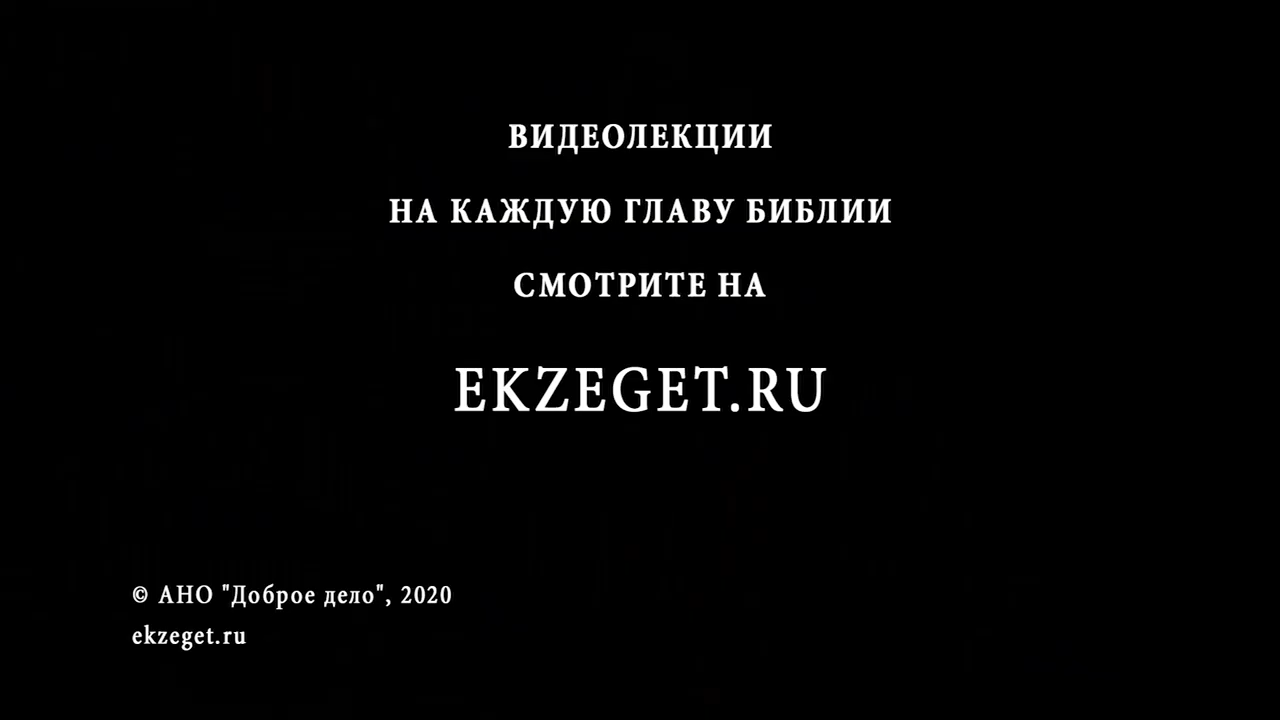 ВИДЕОЛЕКЦИИ
НА КАЖДУЮ ГЛАВУ БИБЛИИ
СМОТРИТЕ НА
EKZEGET.RU
© АНО "Доброе дело", 2020
ekzeget.ru